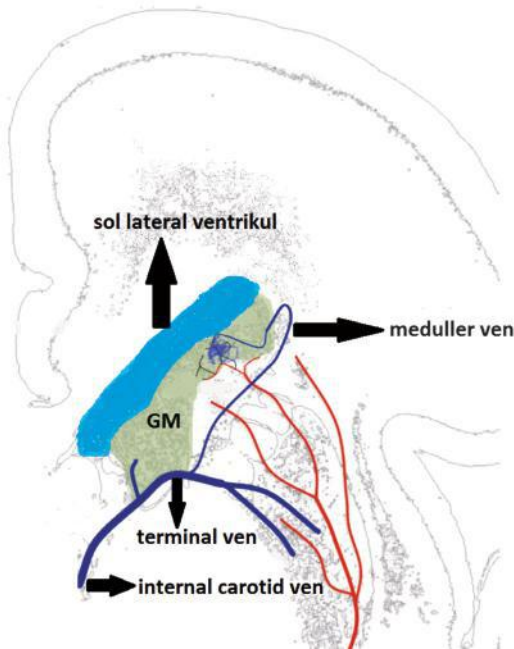 sol lateral ventrikul
meduller ven
GM
terminal ven
internal carotid ven